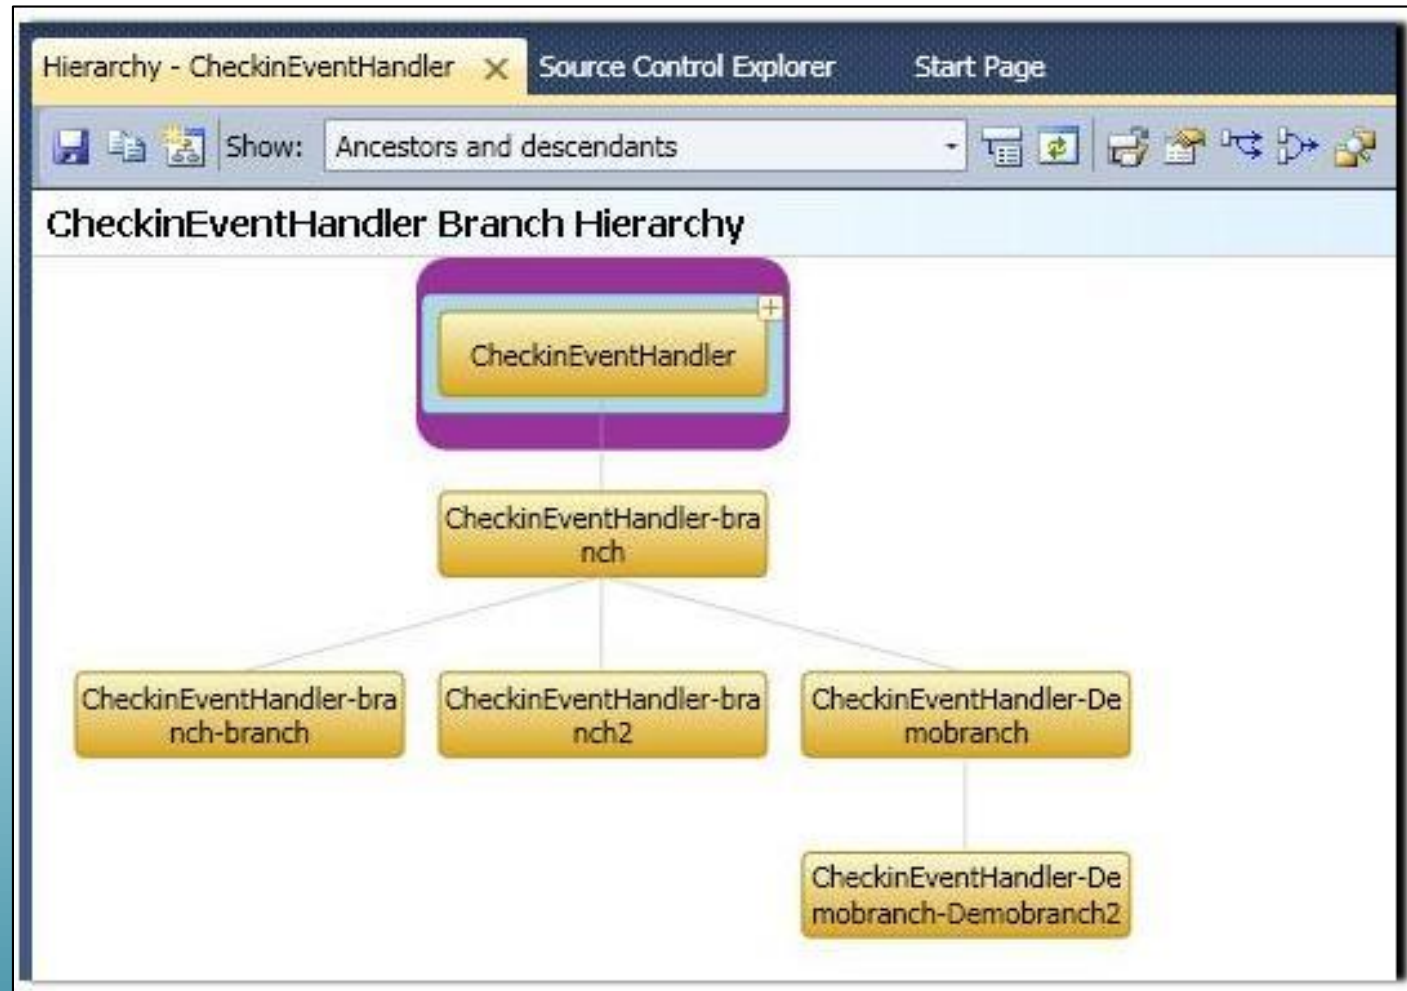 Hierarchy - CheckinEventHandler Source Control Explorer Start Page
Show: Ancestors and descendants
CheckinEventHandler Branch Hierarchy
CheckinEventHandler
CheckinEventHandler-bra
nch
CheckinEventHandler-bra
nch-branch
CheckinEventHandler-bra
nch2
CheckinEventHandler-De
mobranch
CheckinEventHandler-De
mobranch-Demobranch2